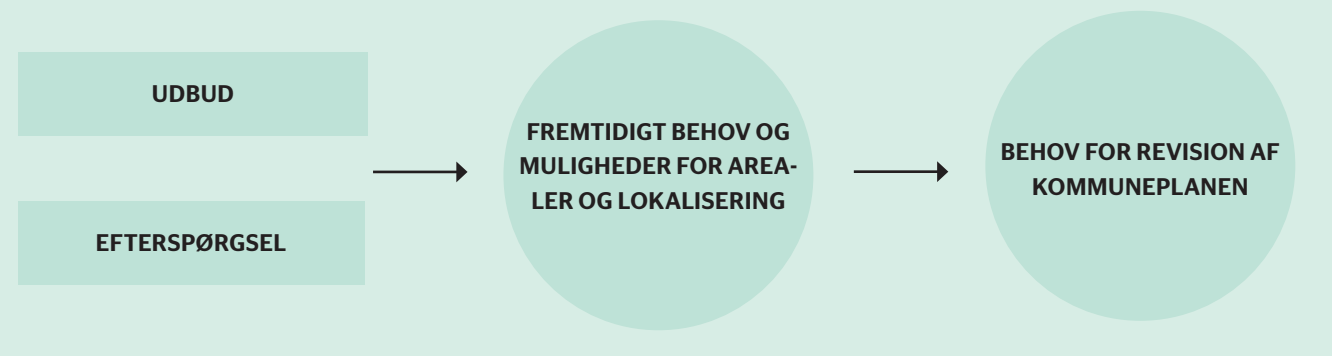 UDBUD
EFTERSPØRGSEL
FREMTIDIGT BEHOV OG
MULIGHEDER FOR AREA-
LER OG LOKALISERING
BEHOV FOR REVISION AF
KOMMUNEPLANEN